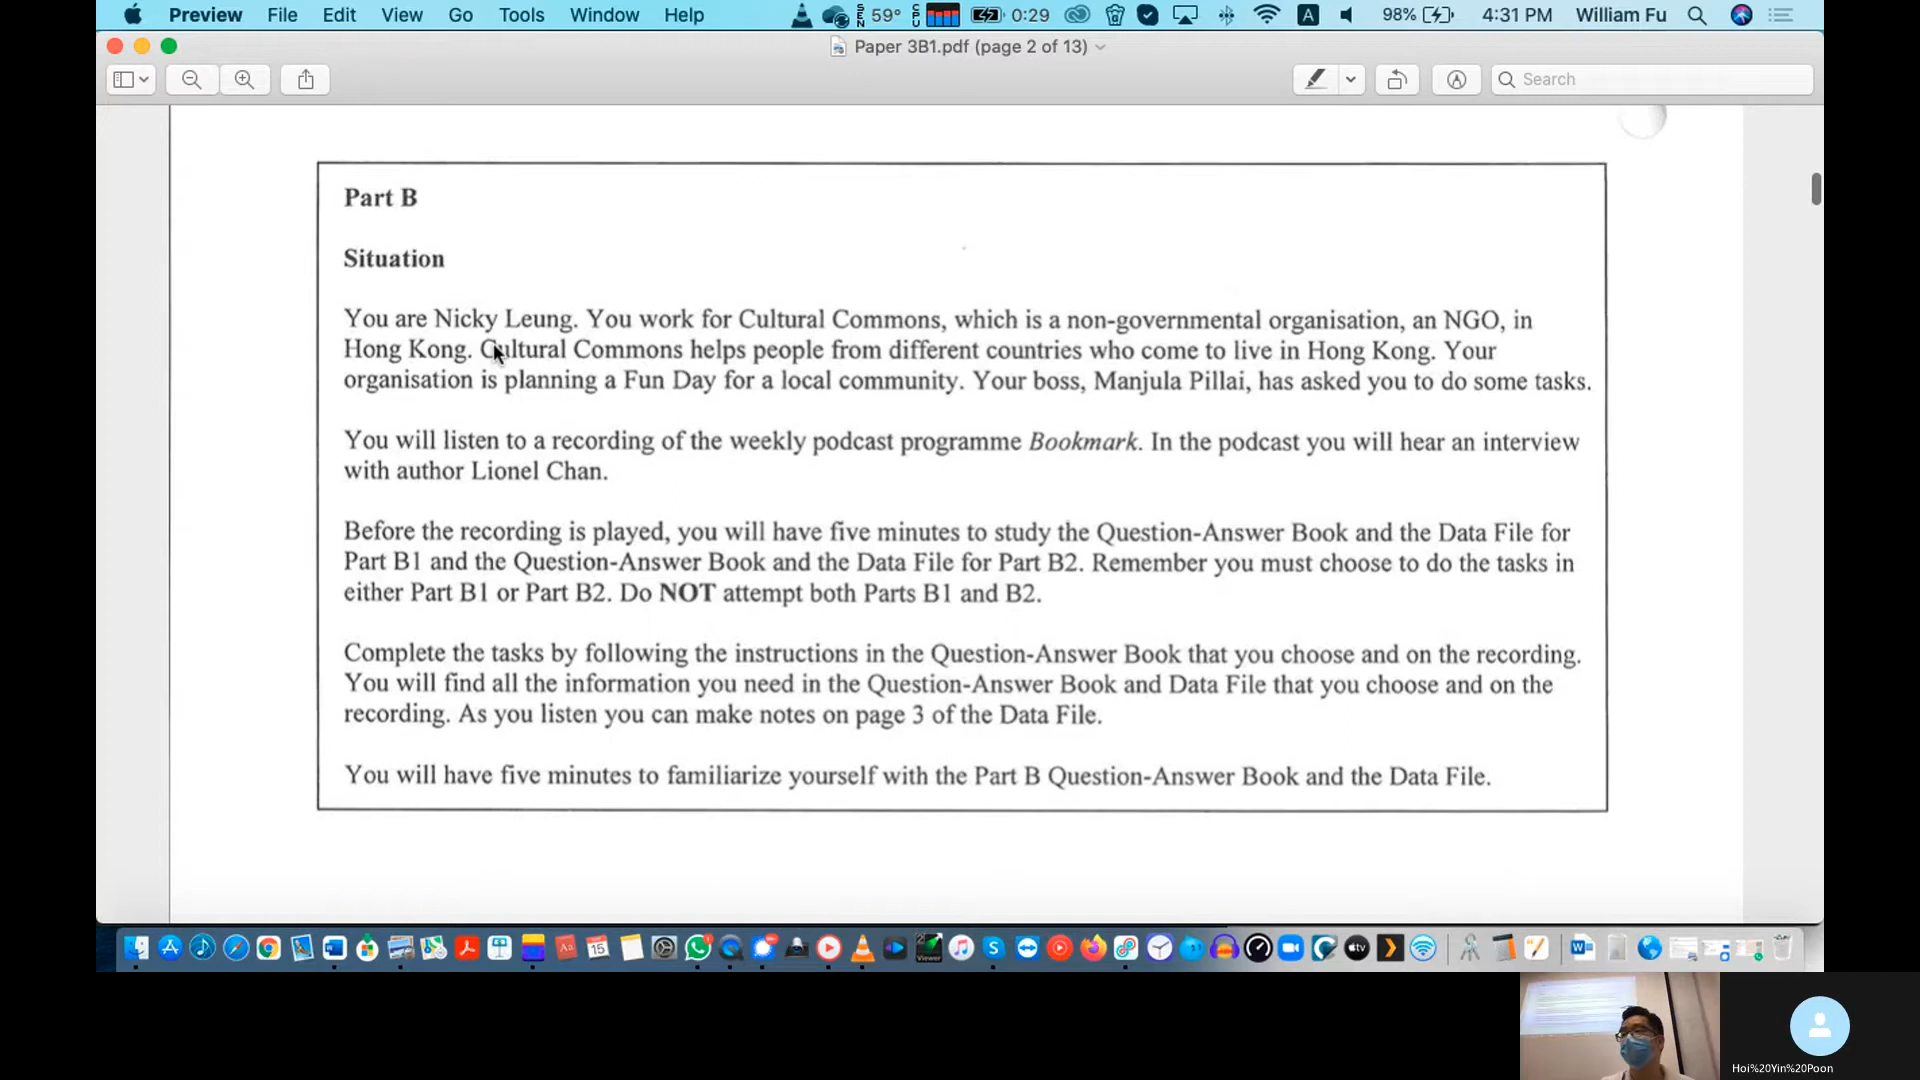 Preview File Edit View Go Tools Window Help SEN 59° CPU 0:29 A 98% 4:31 PM William Fu
Paper 3B1.pdf (page 2 of 13)
Search
Part B
Situation
You are Nicky Leung. You work for Cultural Commons, which is a non-governmental organisation, an NGO, in
Hong Kong. Cultural Commons helps people from different countries who come to live in Hong Kong. Your
organisation is planning a Fun Day for a local community. Your boss, Manjula Pillai, has asked you to do some tasks.
You will listen to a recording of the weekly podcast programme Bookmark. In the podcast you will hear an interview
with author Lionel Chan.
Before the recording is played, you will have five minutes to study the Question-Answer Book and the Data File for
Part B1 and the Question-Answer Book and the Data File for Part B2. Remember you must choose to do the tasks in
either Part B1 or Part B2. Do NOT attempt both Parts B1 and B2.
Complete the tasks by following the instructions in the Question-Answer Book that you choose and on the recording.
You will find all the information you need in the Question-Answer Book and Data File that you choose and on the
recording. As you listen you can make notes on page 3 of the Data File.
You will have five minutes to familiarize yourself with the Part B Question-Answer Book and the Data File.
Aa 15 Viewer S tv W
Hoi%20Yin%20Poon